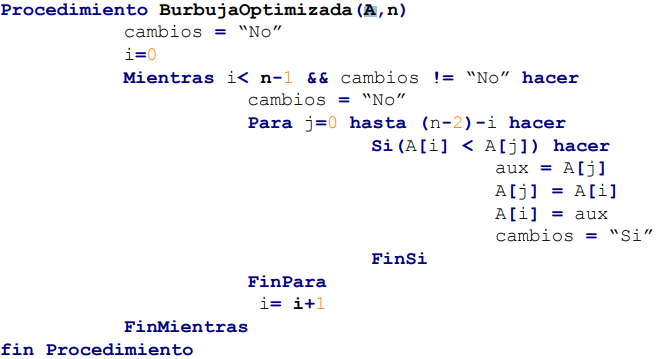 Procedimiento BurbujaOptimizada(A,n)
cambios = “No”
i=0
Mientras i< n-1 && cambios != “No” hacer
cambios = “No”
Para j=0 hasta (n-2)-i hacer
Si(A[i] < A[j]) hacer
aux = A[j]
A[j] = A[i]
A[i] = aux
cambios = “Si”
FinSi
FinPara
i= i+1
FinMientras
fin Procedimiento